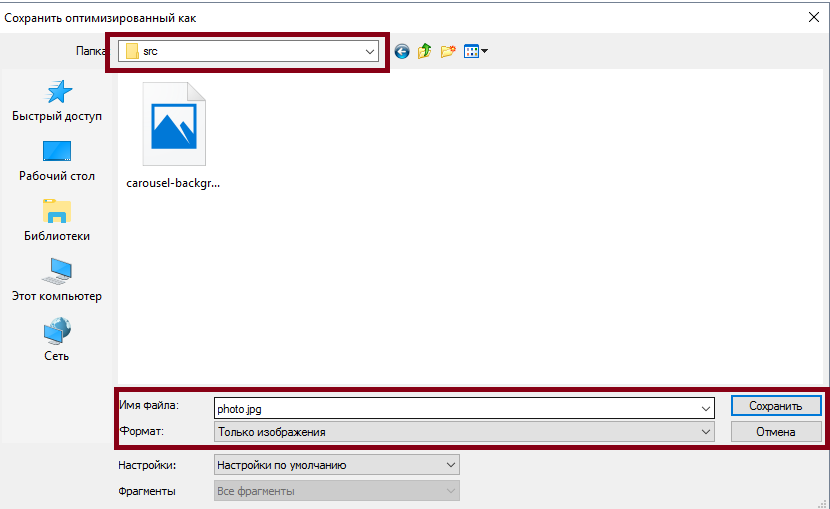 Сохранить оптимизированный как
Папка
src
Быстрый доступ
Рабочий стол
Библиотеки
Этот компьютер
Сеть
carousel-backgr...
Имя файла:
photo.jpg
Сохранить
Формат:
Только изображения
Отмена
Настройки:
Настройки по умолчанию
Фрагменты
Все фрагменты